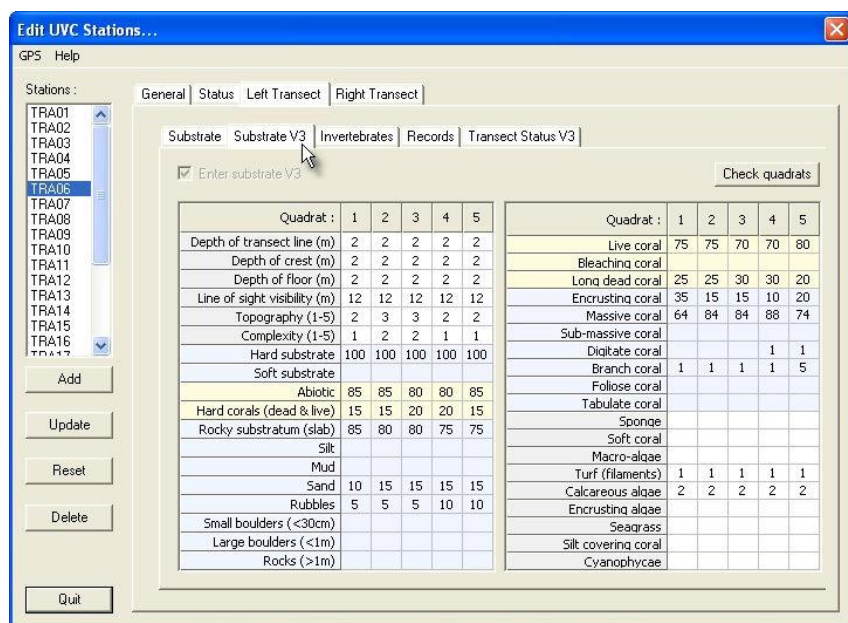 Edit UVC Stations...
GPS Help
Stations :
TRA01
TRA02
TRA03
TRA04
TRA05
TRA06
TRA07
TRA08
TRA09
TRA10
TRA11
TRA12
TRA13
TRA14
TRA15
TRA16
TRA17
Add
Update
Reset
Delete
Quit
General Status Left Transect Right Transect
Substrate Substrate V3 Invertebrates Records Transect Status V3
Enter substrate V3
Check quadrats
Quadrat : 1 2 3 4 5
Depth of transect line (m) 2 2 2 2 2
Depth of crest (m) 2 2 2 2 2
Depth of floor (m) 2 2 2 2 2
Line of sight visibility (m) 12 12 12 12 12
Topography (1-5) 2 3 3 2 2
Complexity (1-5) 1 2 2 1 1
Hard substrate 100 100 100 100 100
Soft substrate
Abiotic 85 85 80 80 85
Hard corals (dead & live) 15 15 20 20 15
Rocky substratum (slab) 85 80 80 75 75
Silt
Mud
Sand 10 15 15 15 15
Rubbles 5 5 5 10 10
Small boulders (<30cm)
Large boulders (<1m)
Rocks (>1m)
Quadrat : 1 2 3 4 5
Live coral 75 75 70 70 80
Bleaching coral
Long dead coral 25 25 30 30 20
Encrusting coral 35 15 15 10 20
Massive coral 64 84 84 88 74
Sub-massive coral
Digitate coral 1 1
Branch coral 1 1 1 1 5
Foliose coral
Tabulate coral
Sponge
Soft coral
Macro-algae
Turf (filaments) 1 1 1 1 1
Calcareous algae 2 2 2 2 2
Encrusting algae
Seagrass
Silt covering coral
Cyanophycae